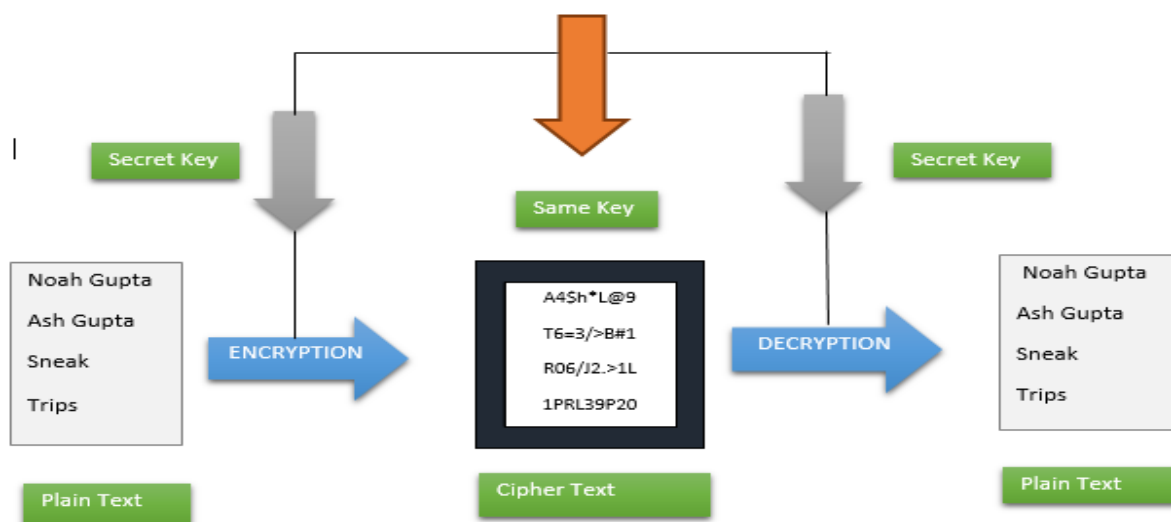 Secret Key
Secret Key
Same Key
Noah Gupta
Ash Gupta
Sneak
Trips
ENCRYPTION
A4Sh*L@9
T6=3/>B#1
R06/J2.>1L
1PRL39P20
DECRYPTION
Noah Gupta
Ash Gupta
Sneak
Trips
Plain Text
Cipher Text
Plain Text